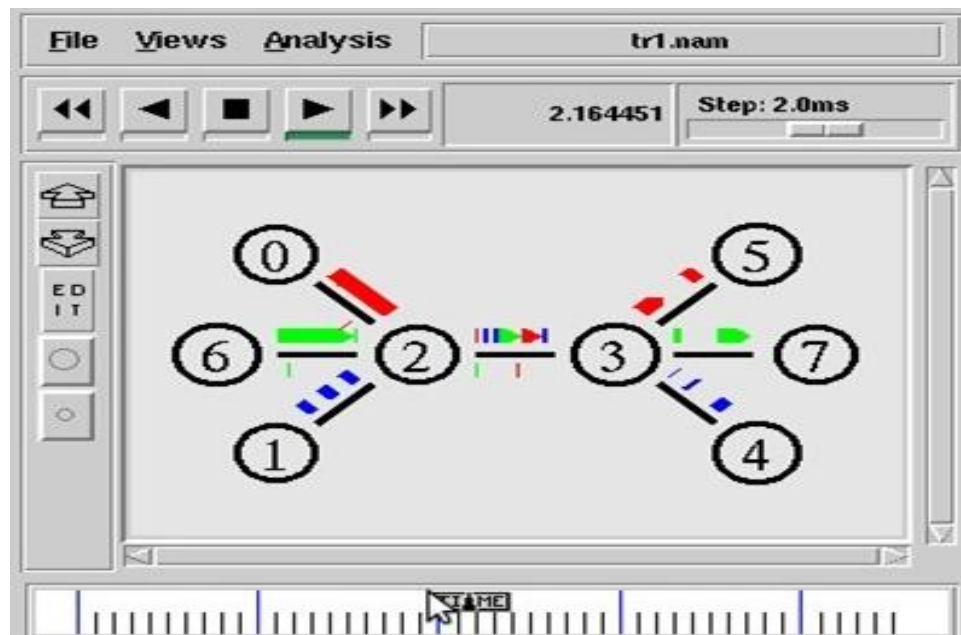 File Views Analysis tr1.nam
2.164451 Step: 2.0ms
ED
IT
0 5
6 2 3 7
1 4
TIME